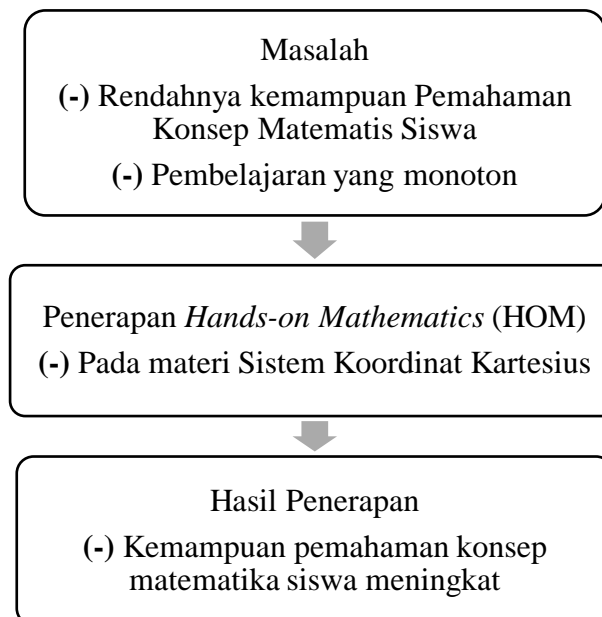 Masalah
(-) Rendahnya kemampuan Pemahaman
Konsep Matematis Siswa
(-) Pembelajaran yang monoton
Penerapan Hands-on Mathematics (HOM)
(-) Pada materi Sistem Koordinat Kartesius
Hasil Penerapan
(-) Kemampuan pemahaman konsep
matematika siswa meningkat